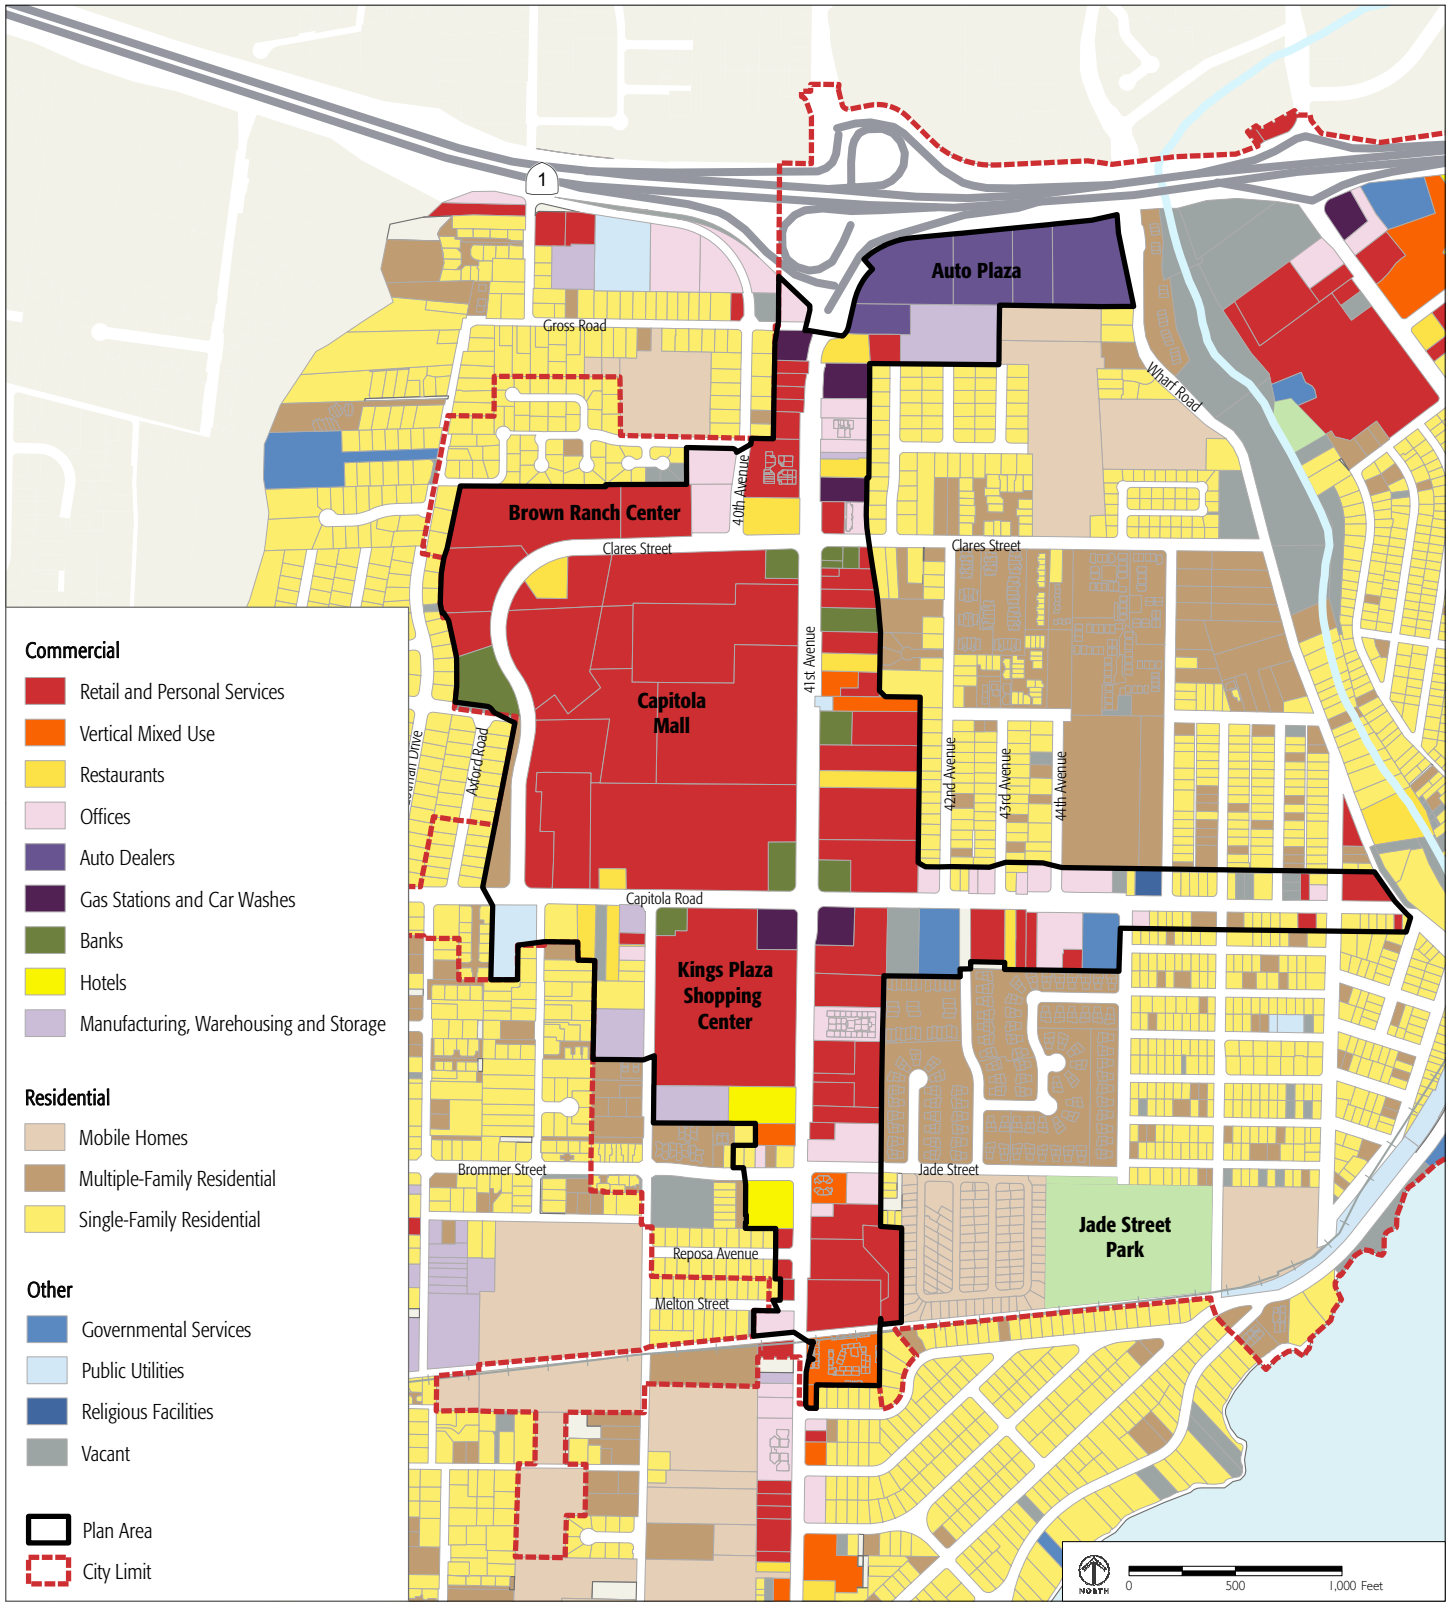 1
Auto Plaza
Gross Road
Wharf Road
40th Avenue
Brown Ranch Center
Clares Street
Clares Street
41st Avenue
Capitola
Mall
Axford Road
42nd Avenue
43rd Avenue
44th Avenue
Capitola Road
Kings Plaza
Shopping
Center
Brommer Street
Jade Street
Jade Street
Park
Reposa Avenue
Melton Street
Commercial
Retail and Personal Services
Vertical Mixed Use
Restaurants
Offices
Auto Dealers
Gas Stations and Car Washes
Banks
Hotels
Manufacturing, Warehousing and Storage
Residential
Mobile Homes
Multiple-Family Residential
Single-Family Residential
Other
Governmental Services
Public Utilities
Religious Facilities
Vacant
Plan Area
City Limit
NORTH
0 500 1,000 Feet